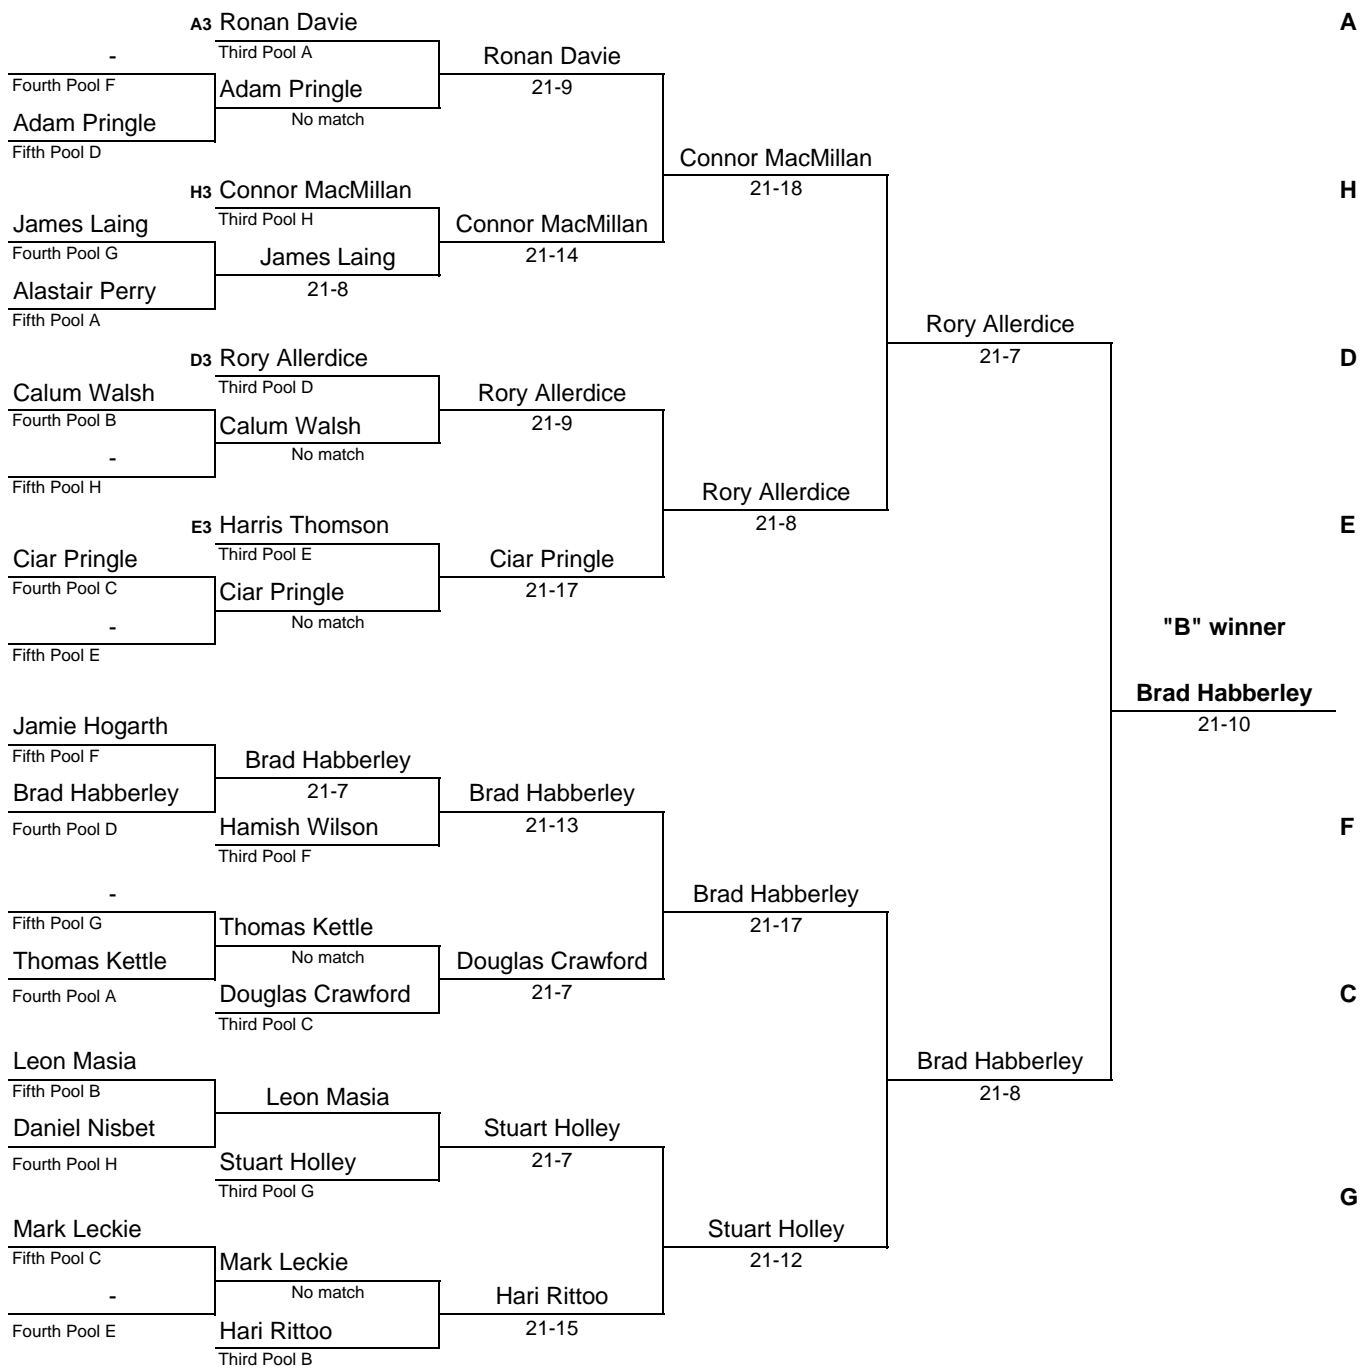 A3 Ronan Davie A
- Third Pool A Ronan Davie
Fourth Pool F Adam Pringle 21-9
Adam Pringle No match
Fifth Pool D Connor MacMillan
H3 Connor MacMillan 21-18 H
James Laing Third Pool H Connor MacMillan
Fourth Pool G James Laing 21-14
Alastair Perry 21-8
Fifth Pool A Rory Allerdice
D3 Rory Allerdice 21-7 D
Calum Walsh Third Pool D Rory Allerdice
Fourth Pool B Calum Walsh 21-9
- No match
Fifth Pool H Rory Allerdice
E3 Harris Thomson 21-8 E
Ciar Pringle Third Pool E Ciar Pringle
Fourth Pool C Ciar Pringle 21-17
- No match "B" winner
Fifth Pool E
Brad Habberley
Jamie Hogarth 21-10
Fifth Pool F Brad Habberley
Brad Habberley 21-7 Brad Habberley
Fourth Pool D Hamish Wilson 21-13 F
Third Pool F
- Brad Habberley
Fifth Pool G Thomas Kettle 21-17
Thomas Kettle No match Douglas Crawford
Fourth Pool A Douglas Crawford 21-7 C
Third Pool C
Leon Masia Brad Habberley
Fifth Pool B Leon Masia 21-8
Daniel Nisbet Stuart Holley
Fourth Pool H Stuart Holley 21-7
Third Pool G G
Mark Leckie Stuart Holley
Fifth Pool C Mark Leckie 21-12
- No match Hari Rittoo
Fourth Pool E Hari Rittoo 21-15
Third Pool B